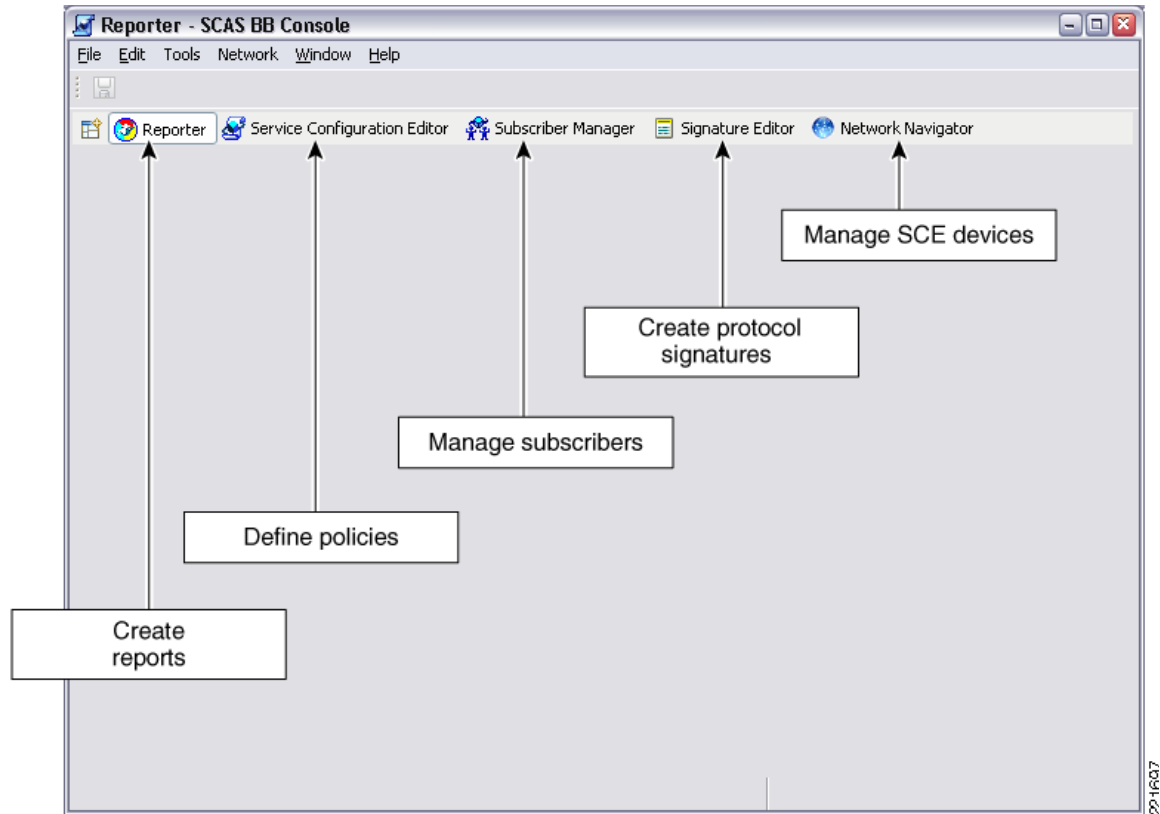 Reporter - SCAS BB Console
File Edit Tools Network Window Help
Reporter Service Configuration Editor Subscriber Manager Signature Editor Network Navigator
Manage SCE devices
Create protocol
signatures
Manage subscribers
Define policies
Create
reports
221697